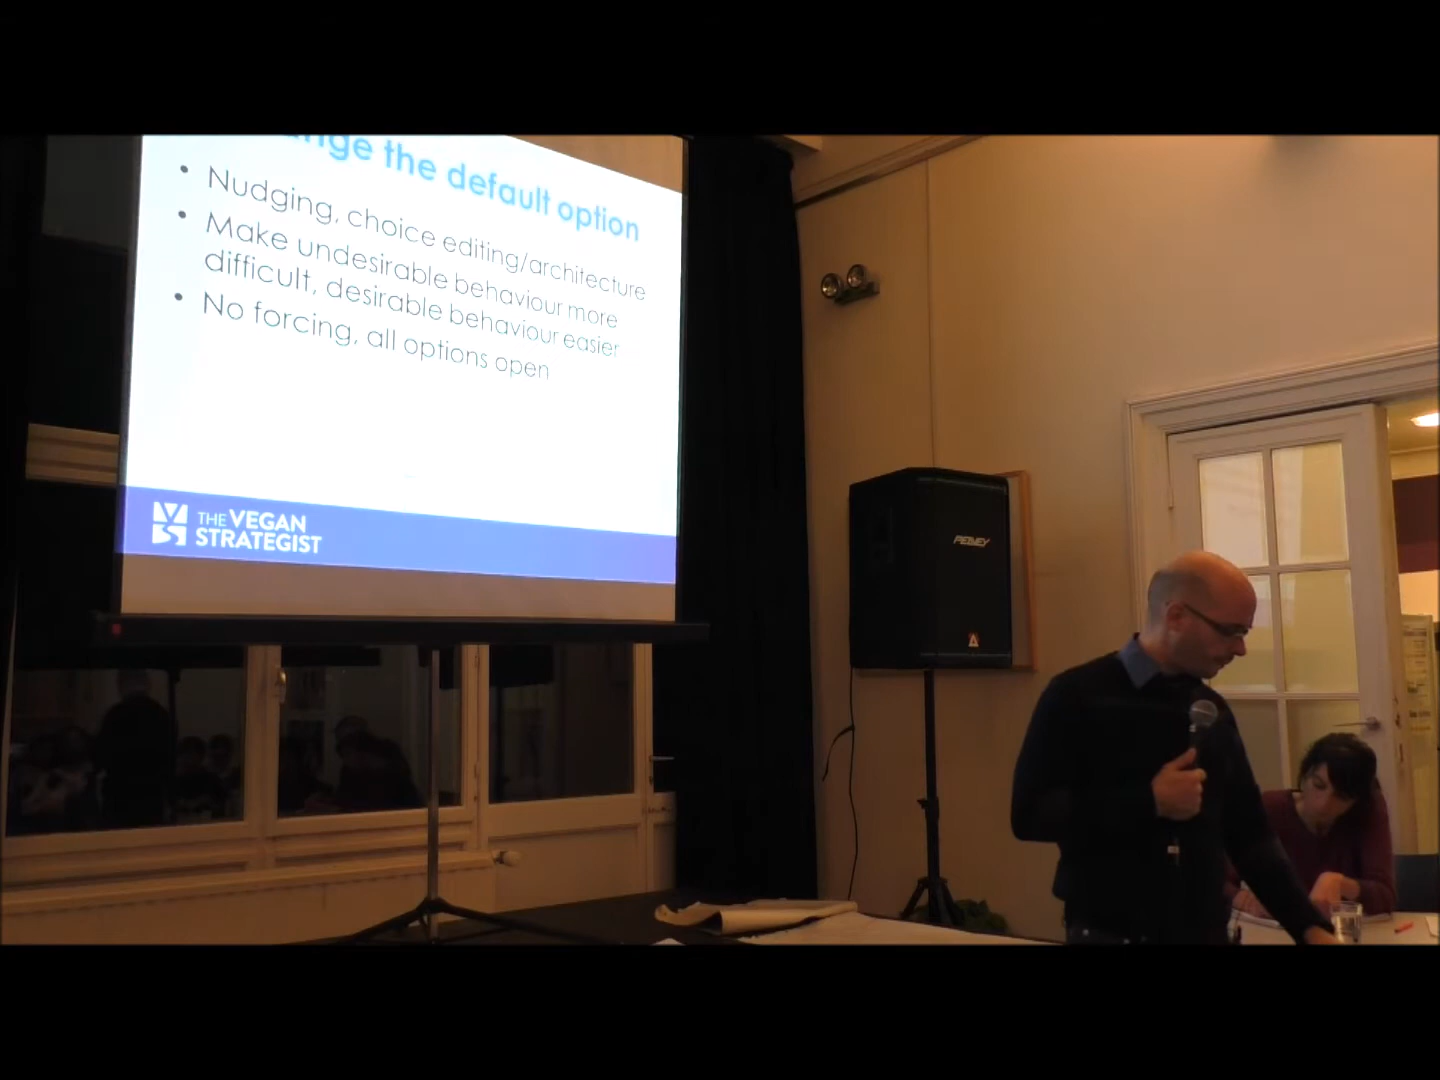 nge the default option
• Nudging, choice editing/architecture
• Make undesirable behaviour more
difficult, desirable behaviour easier
• No forcing, all options open
THE VEGAN
STRATEGIST
PEAVEY